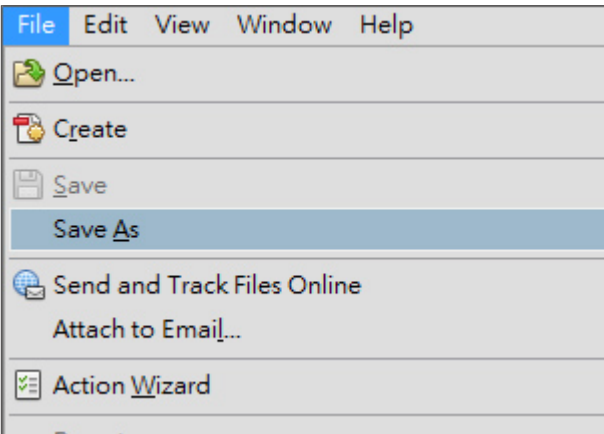 File Edit View Window Help
Open...
Create
Save
Save As
Send and Track Files Online
Attach to Email...
Action Wizard